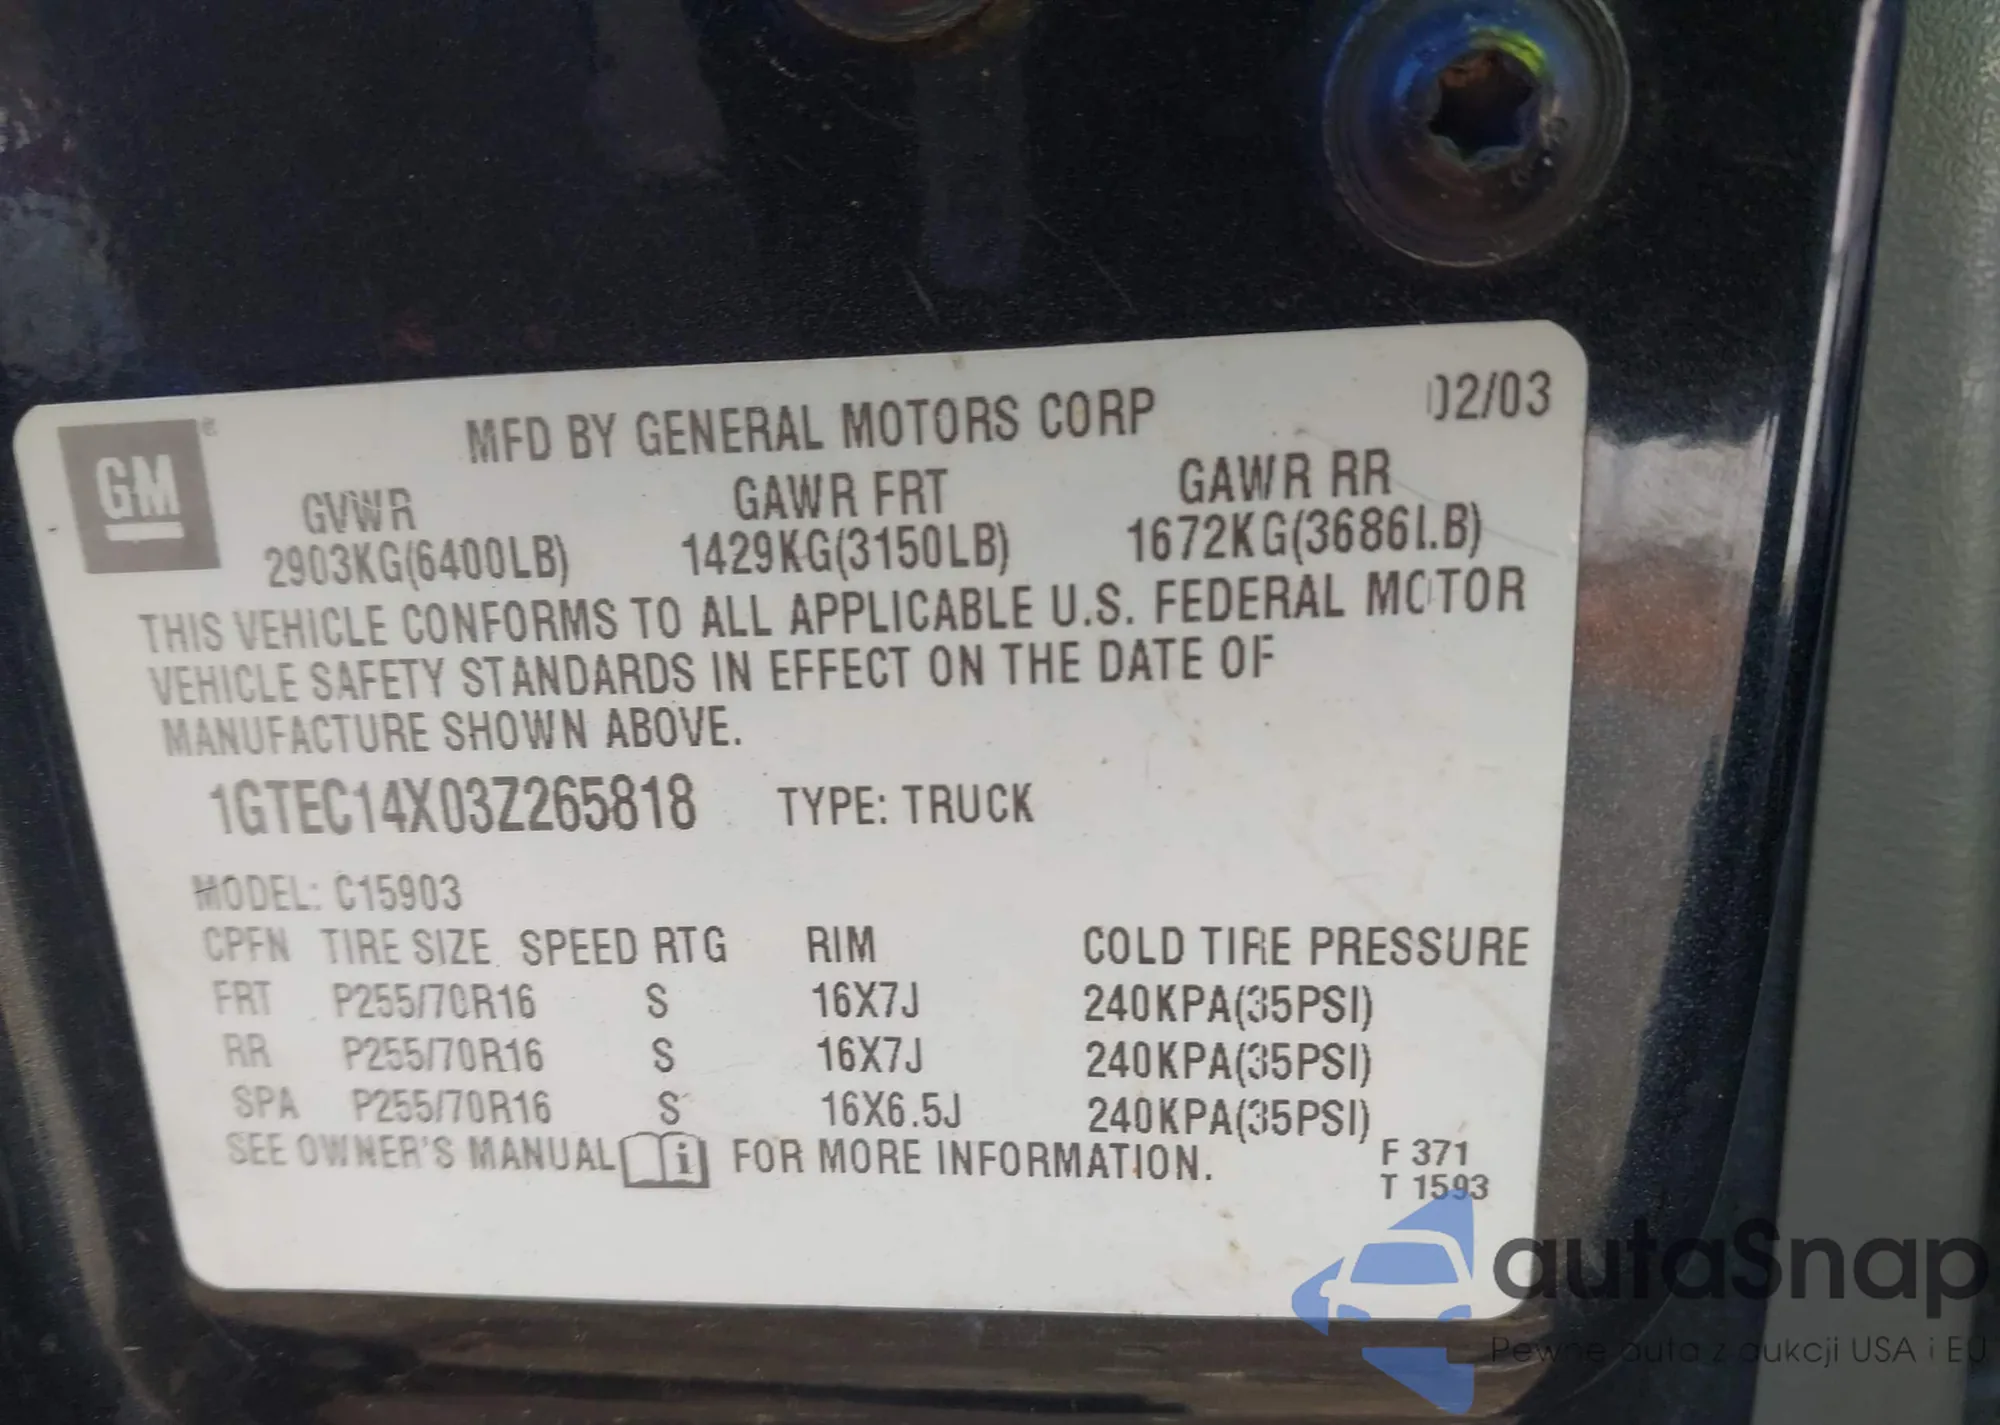 GM®
MFD BY GENERAL MOTORS CORP 02/03
GVWR GAWR FRT GAWR RR
2903KG(6400LB) 1429KG(3150LB) 1672KG(3686LB)
THIS VEHICLE CONFORMS TO ALL APPLICABLE U.S. FEDERAL MOTOR
VEHICLE SAFETY STANDARDS IN EFFECT ON THE DATE OF
MANUFACTURE SHOWN ABOVE.
1GTEC14X03Z265818 TYPE: TRUCK
MODEL: C15903
CPFN TIRE SIZE SPEED RTG RIM COLD TIRE PRESSURE
FRT P255/70R16 S 16X7J 240KPA(35PSI)
RR P255/70R16 S 16X7J 240KPA(35PSI)
SPA P255/70R16 S 16X6.5J 240KPA(35PSI)
SEE OWNER'S MANUAL i FOR MORE INFORMATION.
F 371
T 1593
autaSnap
Pewne auta z aukcji USA i EU